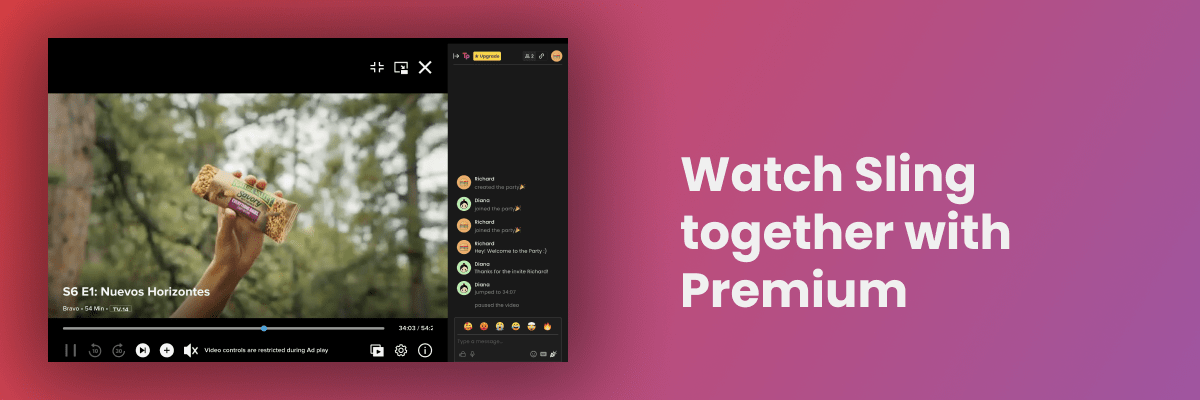 Tp
Upgrade
2
Savory
Richard
created the party🎉
Diana
joined the party🎉
Richard
joined the party🎉
Richard
Hey! Welcome to the Party :)
Diana
Thanks for the invite Richard!
Diana
jumped to 34:07
paused the video
S6 E1: Nuevos Horizontes
Bravo • 54 Min • TV-14
34:03 / 54:2
10
30
Video controls are restricted during Ad play
Type a message...
Watch Sling
together with
Premium